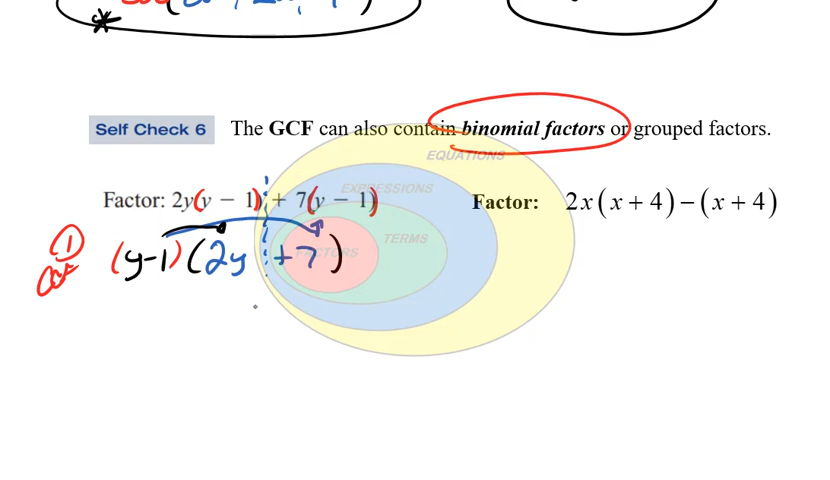 Self Check 6 The GCF can also contain binomial factors or grouped factors.
EQUATIONS
EXPRESSIONS
TERMS
FACTORS
Factor: 2y(y − 1) + 7(y − 1)
Factor: 2x(x + 4) − (x + 4)
① (y-1)(2y +7)
GCF